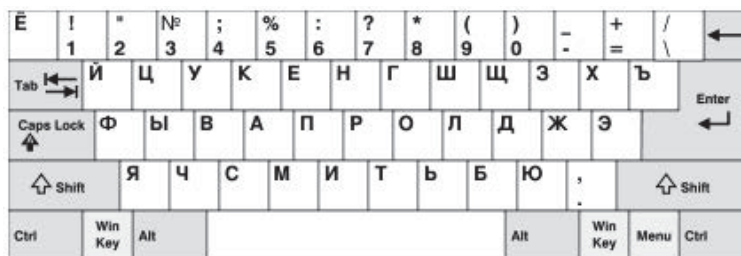 Ё ! " № ; % : ? * ( ) _ + /
1 2 3 4 5 6 7 8 9 0 - = \
Tab Й Ц У К Е Н Г Ш Щ З Х Ъ Enter
Caps Lock Ф Ы В А П Р О Л Д Ж Э
Shift Я Ч С М И Т Ь Б Ю , . Shift
Ctrl Win Key Alt Alt Win Key Menu Ctrl